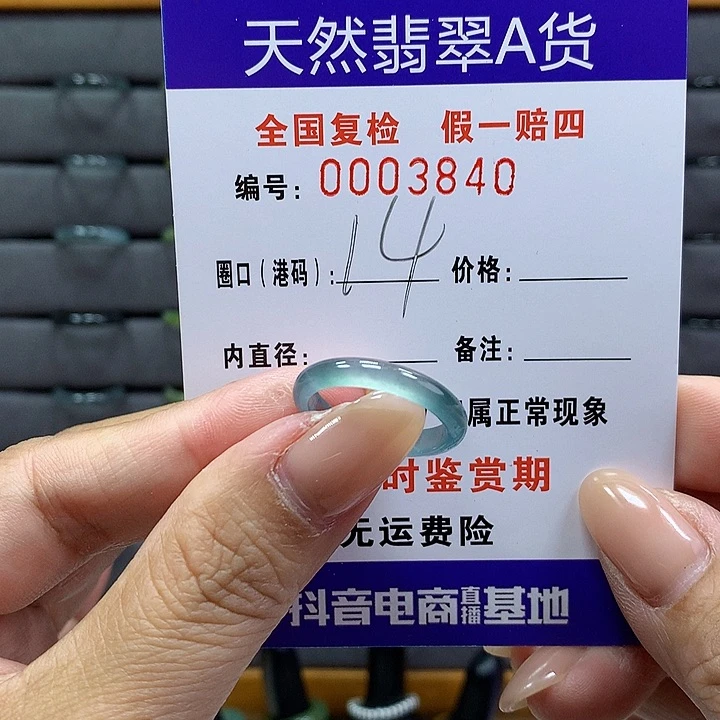 天然翡翠A货
全国复检 假一赔四
编号: 0003840
圈口(港码): 14 价格:
内直径: 备注:
属正常现象
时鉴赏期
无运费险
抖音电商直播基地